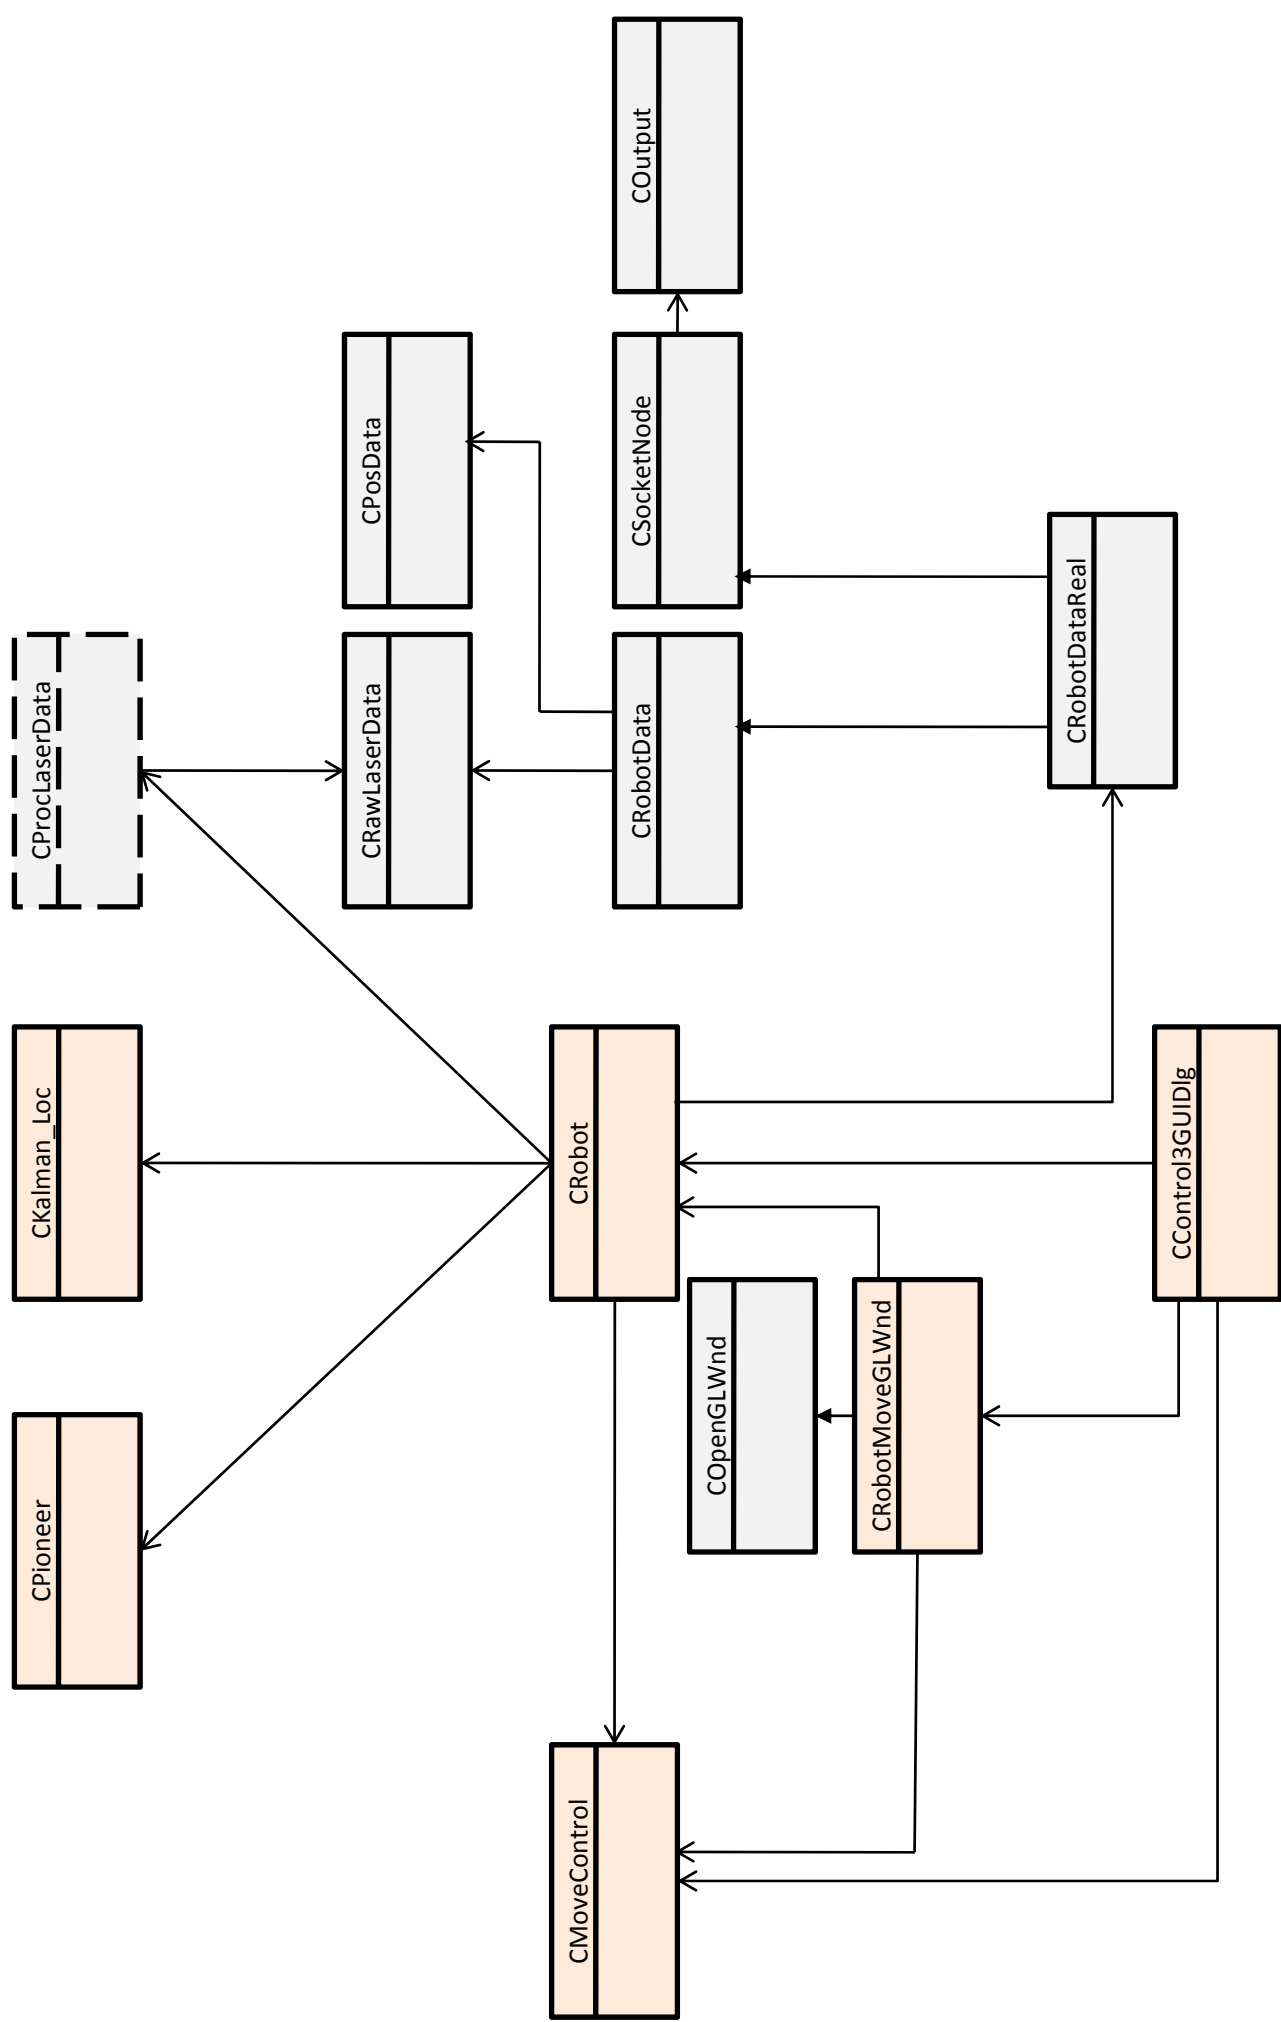 CPioneer
CKalman_Loc
CProcLaserData
CRawLaserData
CPosData
CMoveControl
CRobot
CRobotData
CSocketNode
COutput
COpenGLWnd
CRobotMoveGLWnd
CRobotDataReal
CControl3GUIDlg